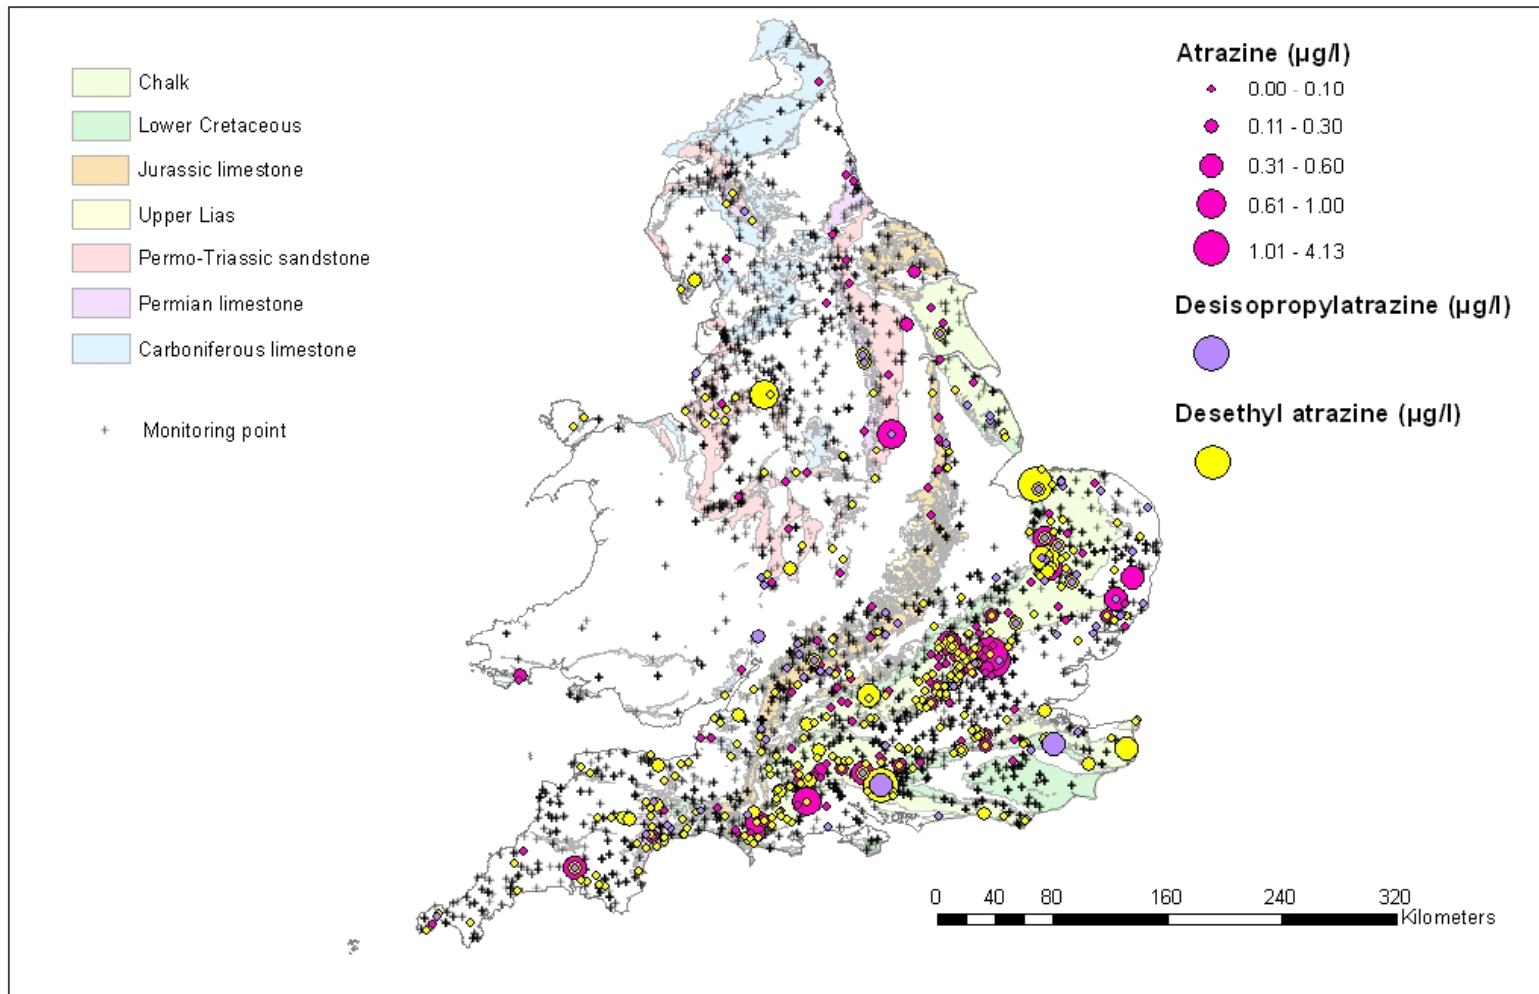 Chalk
Lower Cretaceous
Jurassic limestone
Upper Lias
Permo-Triassic sandstone
Permian limestone
Carboniferous limestone
Monitoring point
Atrazine (µg/l)
0.00 - 0.10
0.11 - 0.30
0.31 - 0.60
0.61 - 1.00
1.01 - 4.13
Desisopropylatrazine (µg/l)
Desethyl atrazine (µg/l)
0 40 80 160 240 320
Kilometers